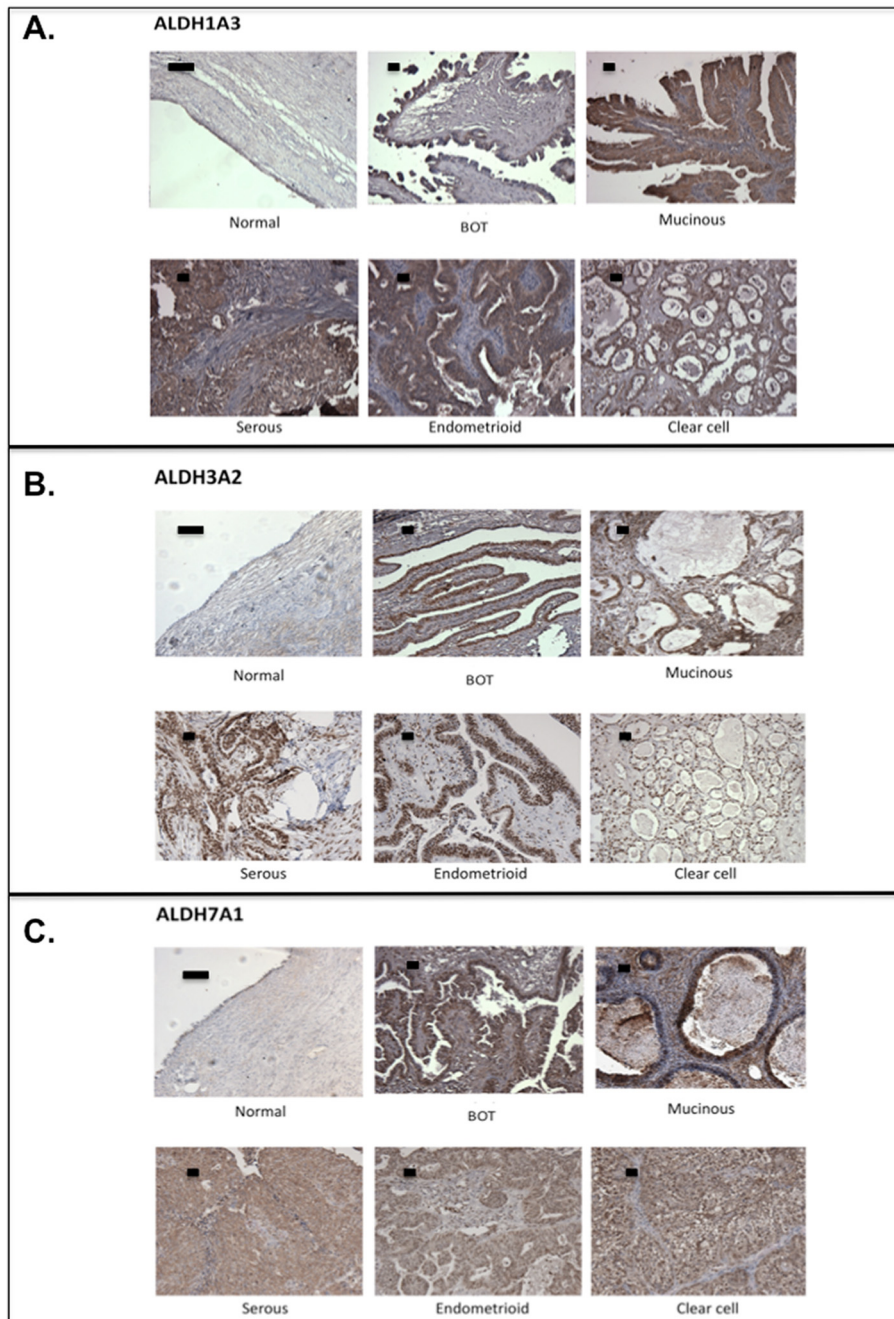 A.
ALDH1A3
Normal
BOT
Mucinous
Serous
Endometrioid
Clear cell
B.
ALDH3A2
Normal
BOT
Mucinous
Serous
Endometrioid
Clear cell
C.
ALDH7A1
Normal
BOT
Mucinous
Serous
Endometrioid
Clear cell